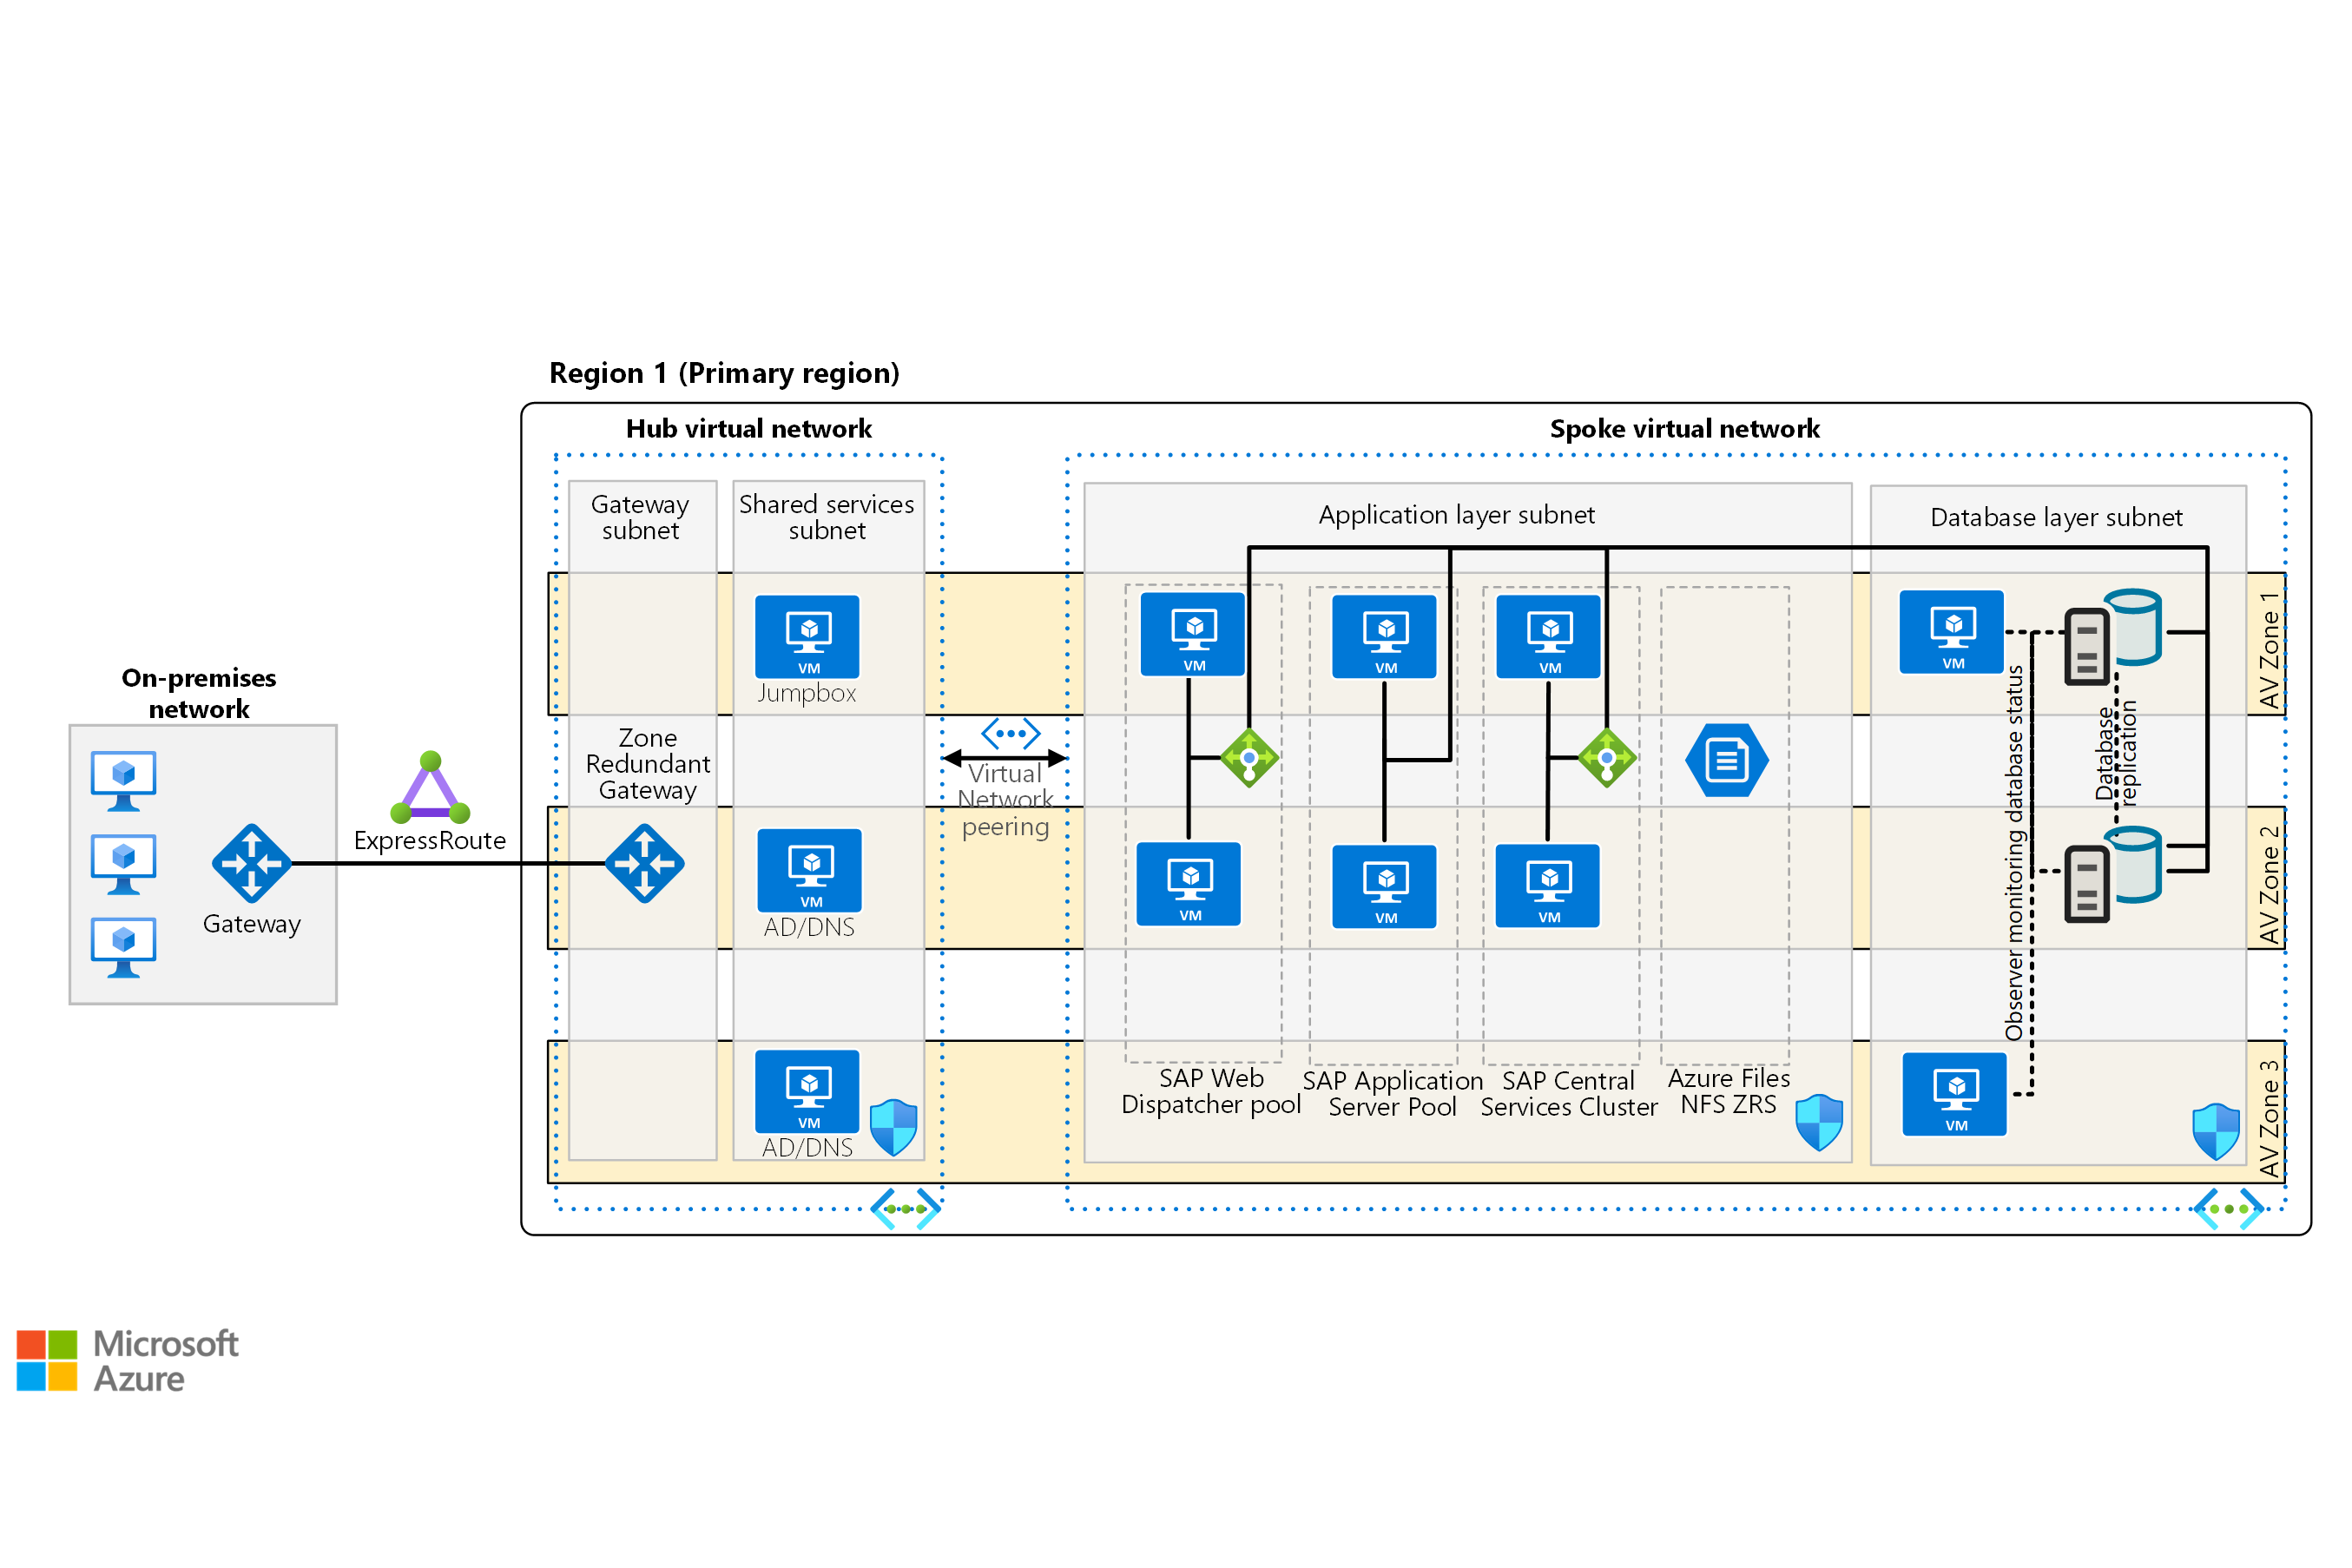 Region 1 (Primary region)
Hub virtual network
Spoke virtual network
Gateway
subnet
Shared services
subnet
Application layer subnet
Database layer subnet
VM
Jumpbox
VM
VM
VM
VM
AV Zone 1
On-premises
network
Gateway
ExpressRoute
Zone
Redundant
Gateway
VM
AD/DNS
Virtual
Network
peering
VM
VM
VM
Observer monitoring database status
Database
replication
AV Zone 2
VM
AD/DNS
SAP Web
Dispatcher pool
SAP Application
Server Pool
SAP Central
Services Cluster
Azure Files
NFS ZRS
VM
AV Zone 3
Microsoft
Azure